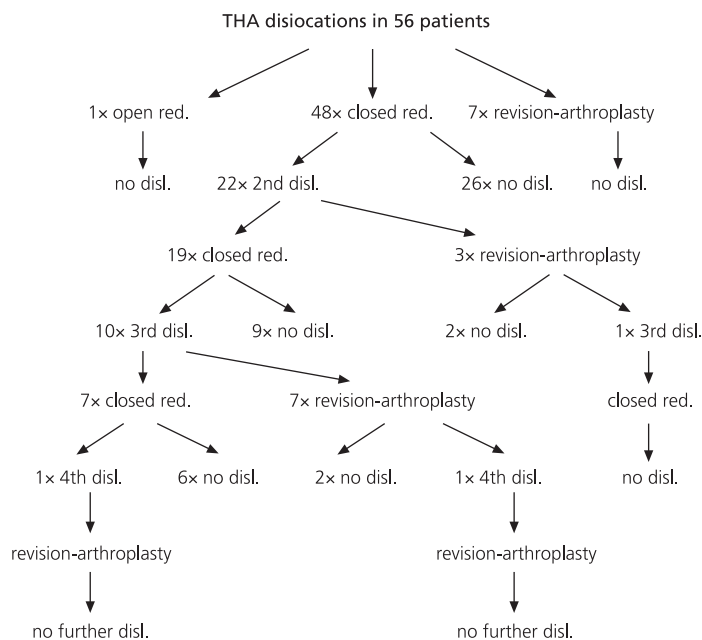 THA disiocations in 56 patients
1× open red. 48× closed red. 7× revision-arthroplasty
no disl. 22× 2nd disl. 26× no disl. no disl.
19× closed red. 3× revision-arthroplasty
10× 3rd disl. 9× no disl. 2× no disl. 1× 3rd disl.
7× closed red. 7× revision-arthroplasty closed red.
1× 4th disl. 6× no disl. 2× no disl. 1× 4th disl. no disl.
revision-arthroplasty revision-arthroplasty
no further disl. no further disl.